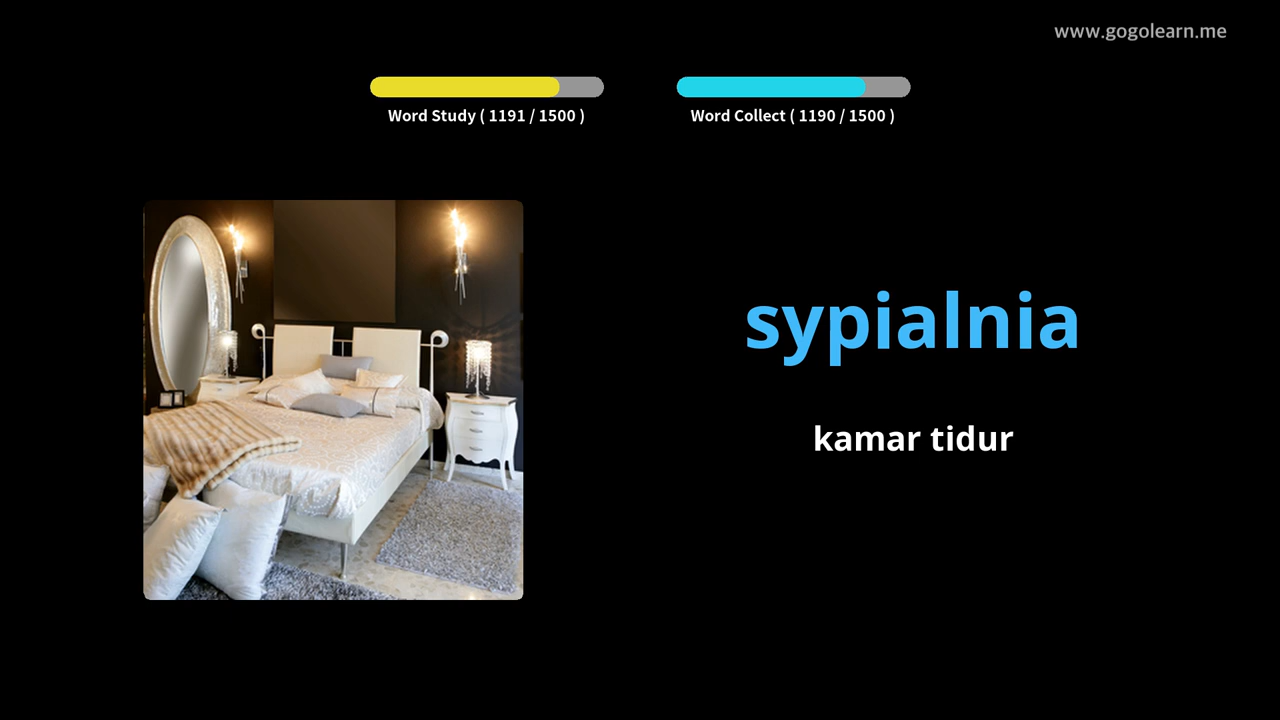 www.gogolearn.me
Word Study ( 1191 / 1500 )
Word Collect ( 1190 / 1500 )
sypialnia
kamar tidur